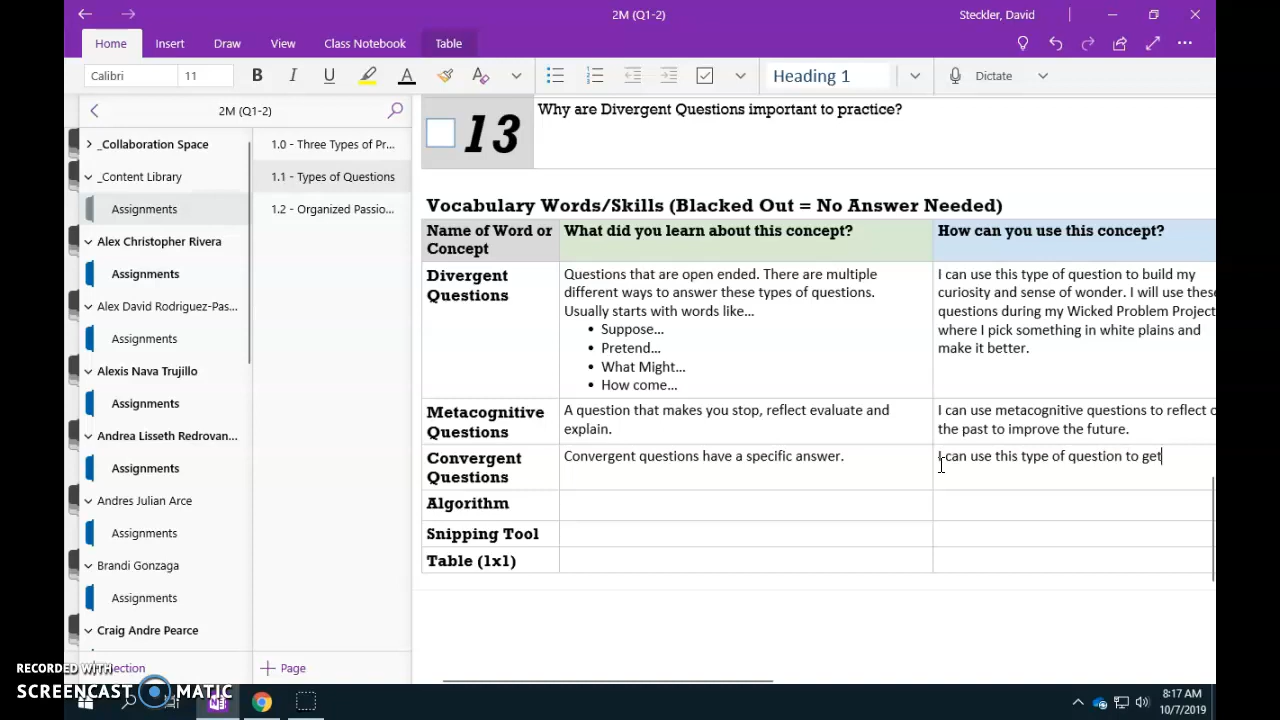 2M (Q1-2)
Steckler, David
Home Insert Draw View Class Notebook Table
Calibri 11 B I U A Heading 1 Dictate
2M (Q1-2)
_Collaboration Space
_Content Library
Assignments
Alex Christopher Rivera
Assignments
Alex David Rodriguez-Pas...
Assignments
Alexis Nava Trujillo
Assignments
Andrea Lisseth Redrovan...
Assignments
Andres Julian Arce
Assignments
Brandi Gonzaga
Assignments
Craig Andre Pearce
1.0 - Three Types of Pr...
1.1 - Types of Questions
1.2 - Organized Passio...
Page
13
Why are Divergent Questions important to practice?
Vocabulary Words/Skills (Blacked Out = No Answer Needed)
Name of Word or
Concept
What did you learn about this concept?
How can you use this concept?
Divergent
Questions
Questions that are open ended. There are multiple
different ways to answer these types of questions.
Usually starts with words like...
• Suppose...
• Pretend...
• What Might...
• How come...
I can use this type of question to build my
curiosity and sense of wonder. I will use these
questions during my Wicked Problem Project
where I pick something in white plains and
make it better.
Metacognitive
Questions
A question that makes you stop, reflect evaluate and
explain.
I can use metacognitive questions to reflect
the past to improve the future.
Convergent
Questions
Convergent questions have a specific answer.
I can use this type of question to get
Algorithm
Snipping Tool
Table (1x1)
RECORDED WITH
SCREENCAST MATIC
8:17 AM
10/7/2019